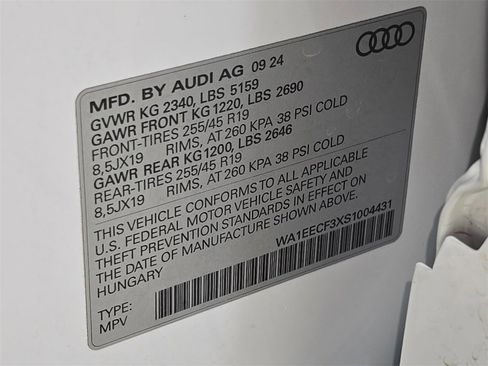 MFD. BY AUDI AG 09 24
GVWR KG 2340, LBS 5159
GAWR FRONT KG 1220, LBS 2690
FRONT-TIRES 255/45 R19
8,5JX19 RIMS, AT 260 KPA 38 PSI COLD
GAWR REAR KG1200, LBS 2646
REAR-TIRES 255/45 R19
8,5JX19 RIMS, AT 260 KPA 38 PSI COLD
THIS VEHICLE CONFORMS TO ALL APPLICABLE
U.S. FEDERAL MOTOR VEHICLE SAFETY AND
THEFT PREVENTION STANDARDS IN EFFECT ON
THE DATE OF MANUFACTURE SHOWN ABOVE.
HUNGARY
WA1EECF3XS1004431
TYPE:
MPV